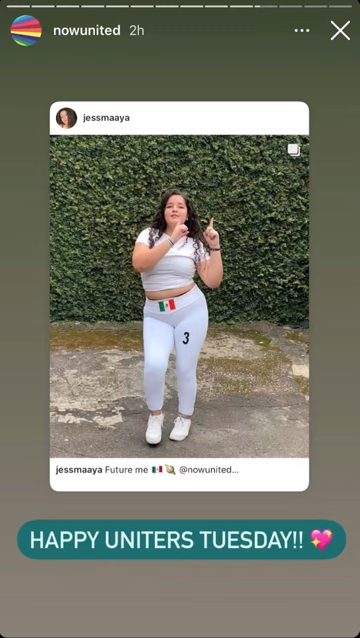 nowunited 2h
jessmaaya
3
jessmaaya Future me 🇲🇽🪘 @nowunited...
HAPPY UNITERS TUESDAY!! 💖